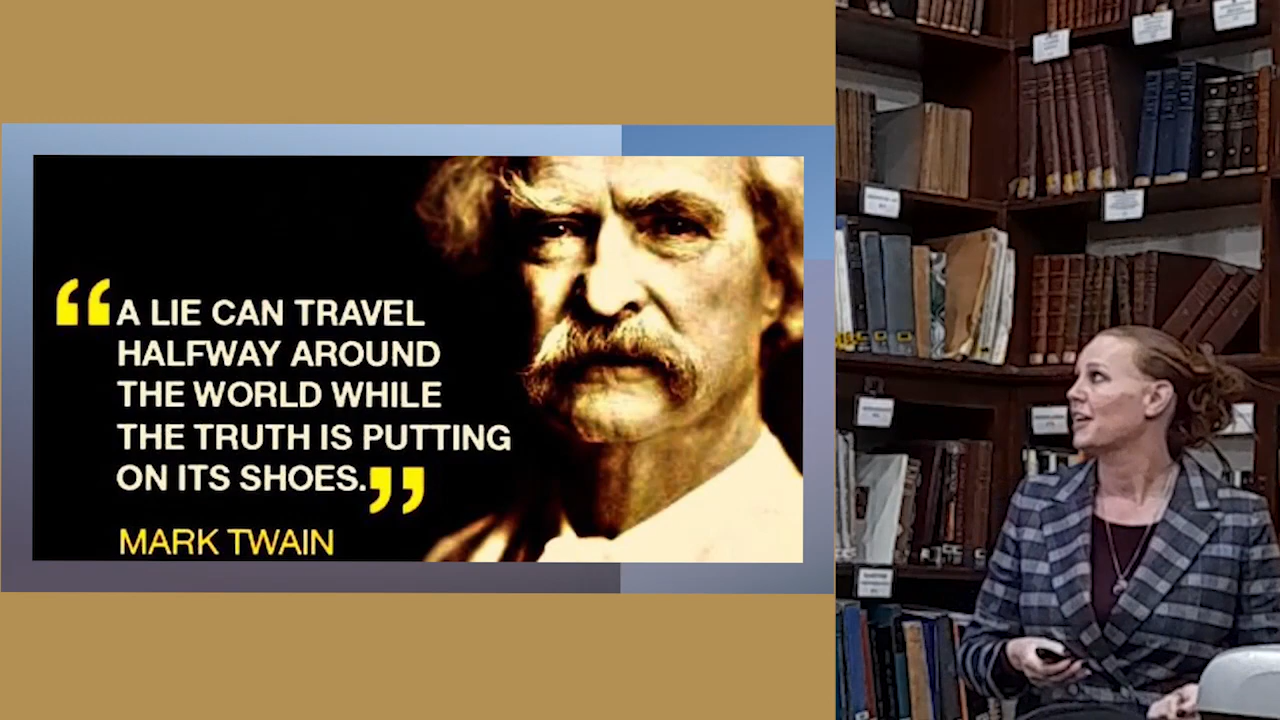 “A LIE CAN TRAVEL
HALFWAY AROUND
THE WORLD WHILE
THE TRUTH IS PUTTING
ON ITS SHOES.”
MARK TWAIN